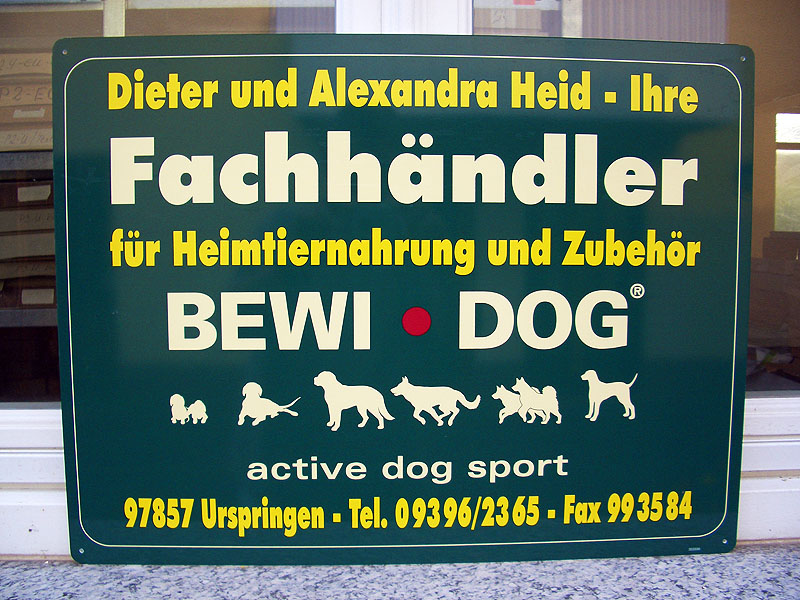 Dieter und Alexandra Heid - Ihre
Fachhändler
für Heimtiernahrung und Zubehör
BEWI • DOG®
active dog sport
97857 Urspringen - Tel. 09396/2365 - Fax 993584